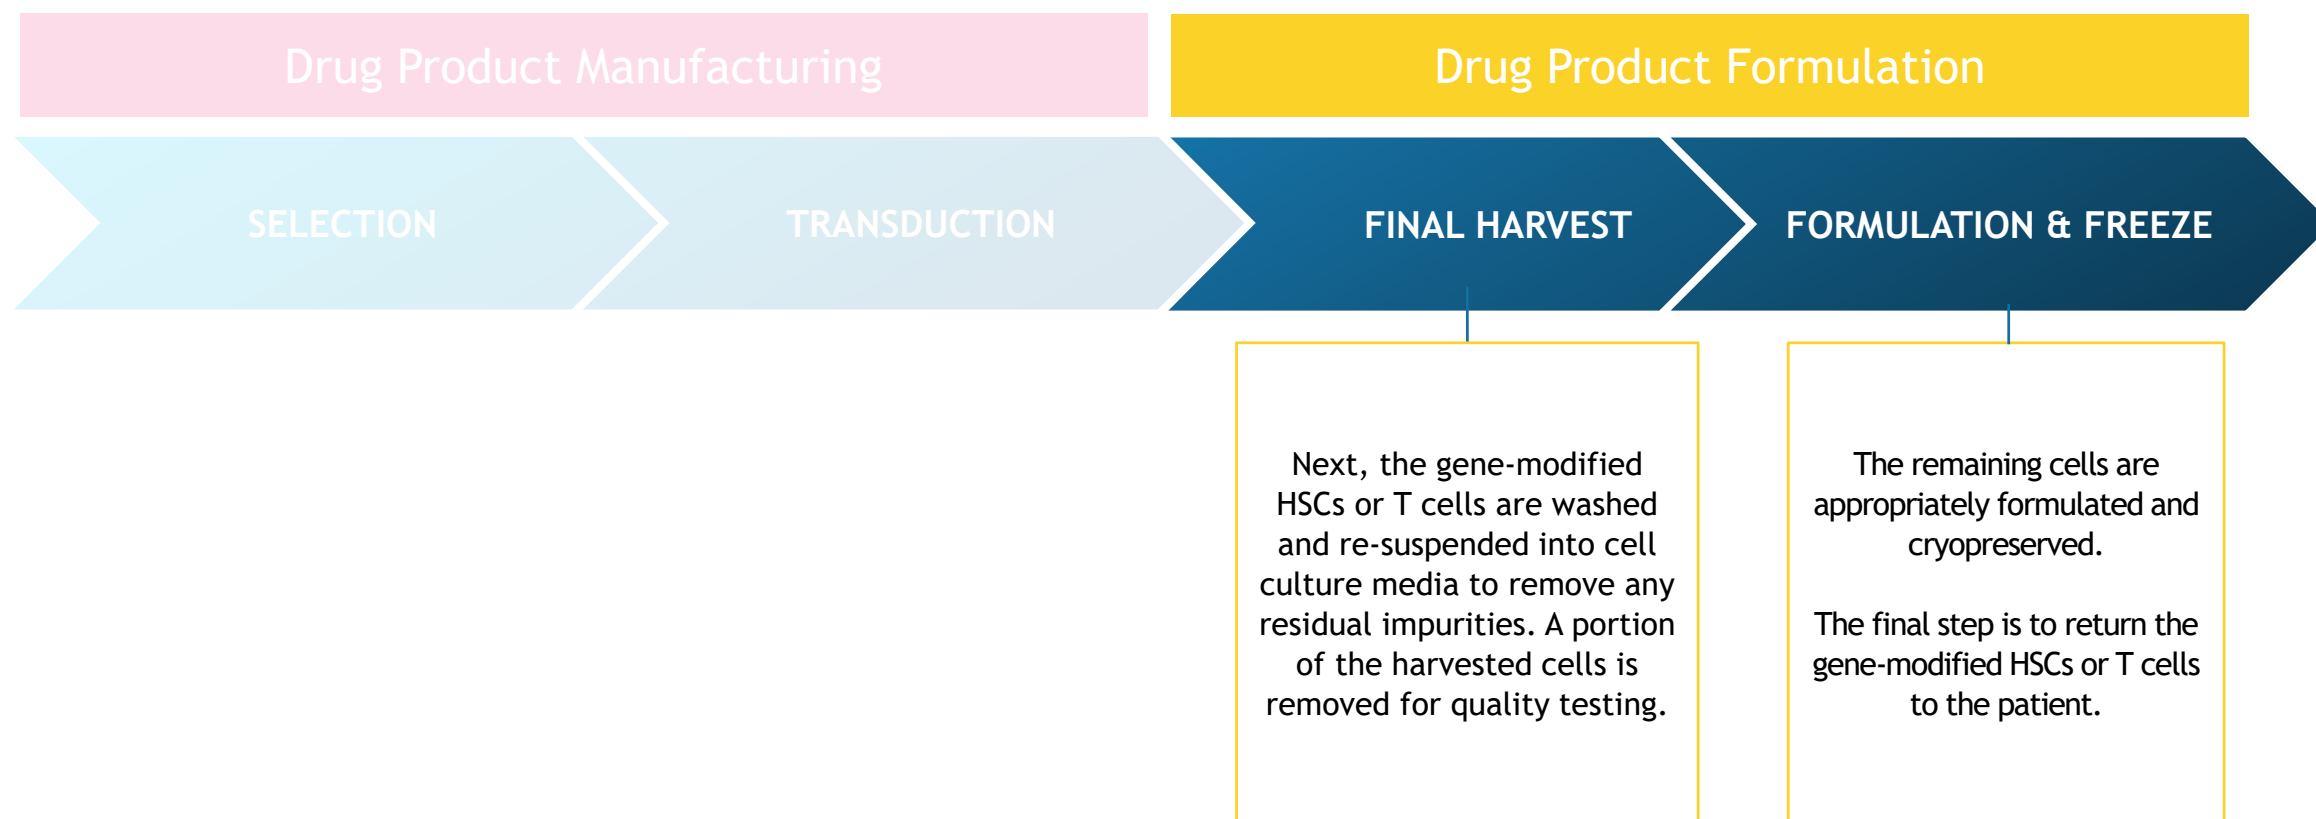 Drug Product Manufacturing
Drug Product Formulation
SELECTION
TRANSDUCTION
FINAL HARVEST
FORMULATION & FREEZE
Next, the gene-modified
HSCs or T cells are washed
and re-suspended into cell
culture media to remove any
residual impurities. A portion
of the harvested cells is
removed for quality testing.
The remaining cells are
appropriately formulated and
cryopreserved.
The final step is to return the
gene-modified HSCs or T cells
to the patient.